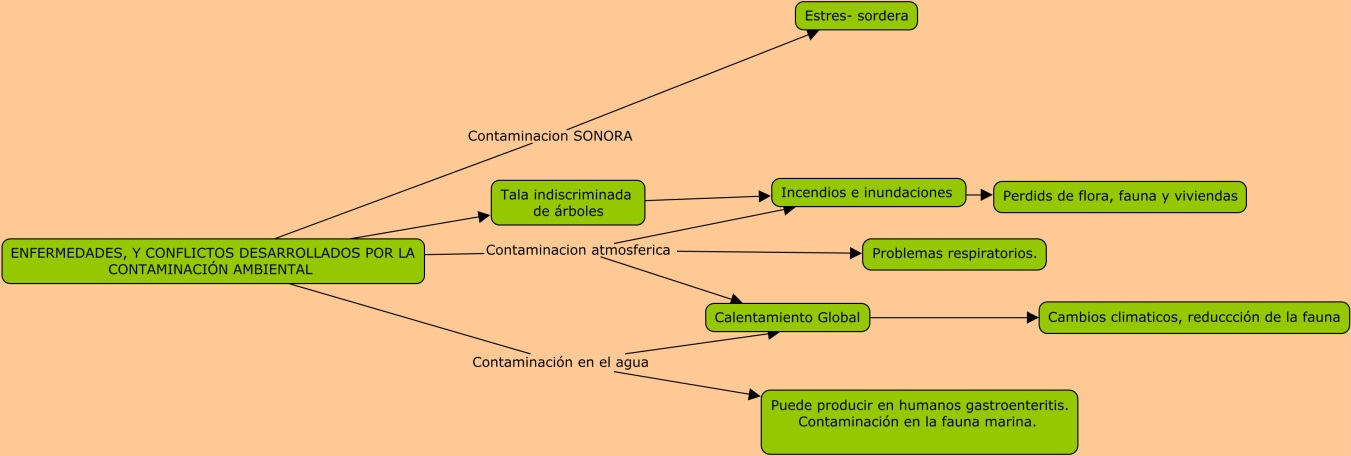 Estres- sordera
Contaminacion SONORA
Tala indiscriminada
de árboles
Incendios e inundaciones
Perdids de flora, fauna y viviendas
ENFERMEDADES, Y CONFLICTOS DESARROLLADOS POR LA
CONTAMINACIÓN AMBIENTAL
Contaminacion atmosferica
Problemas respiratorios.
Calentamiento Global
Cambios climaticos, reduccción de la fauna
Contaminación en el agua
Puede producir en humanos gastroenteritis.
Contaminación en la fauna marina.